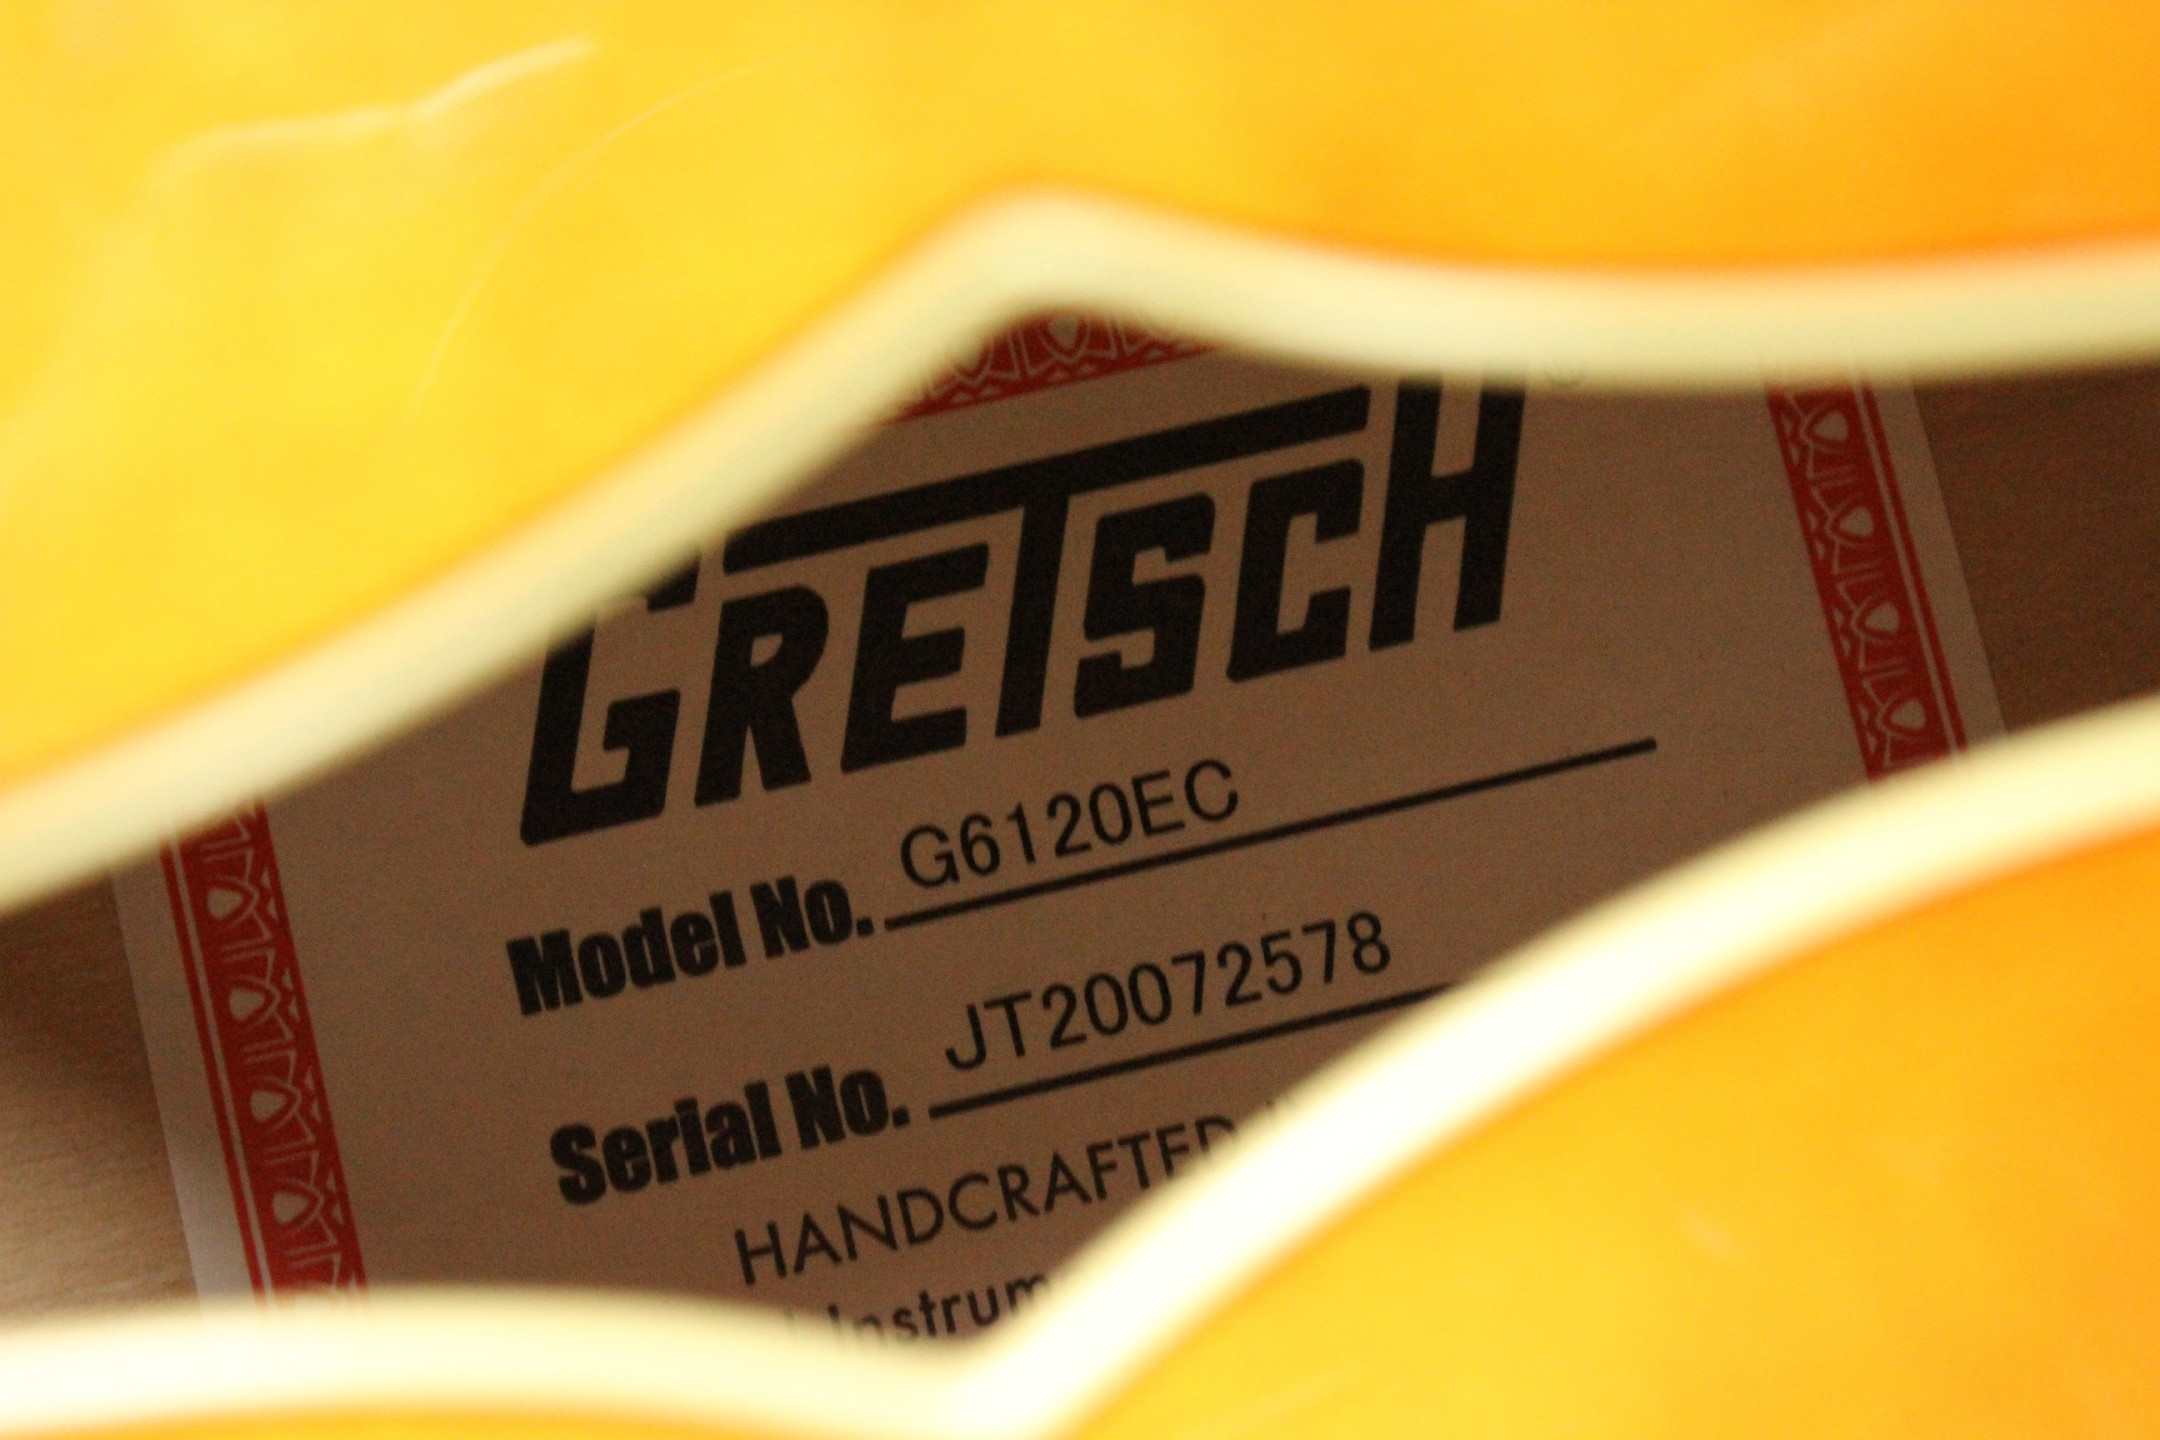 GRETSCH
Model No. G6120EC
Serial No. JT20072578
HANDCRAFTED